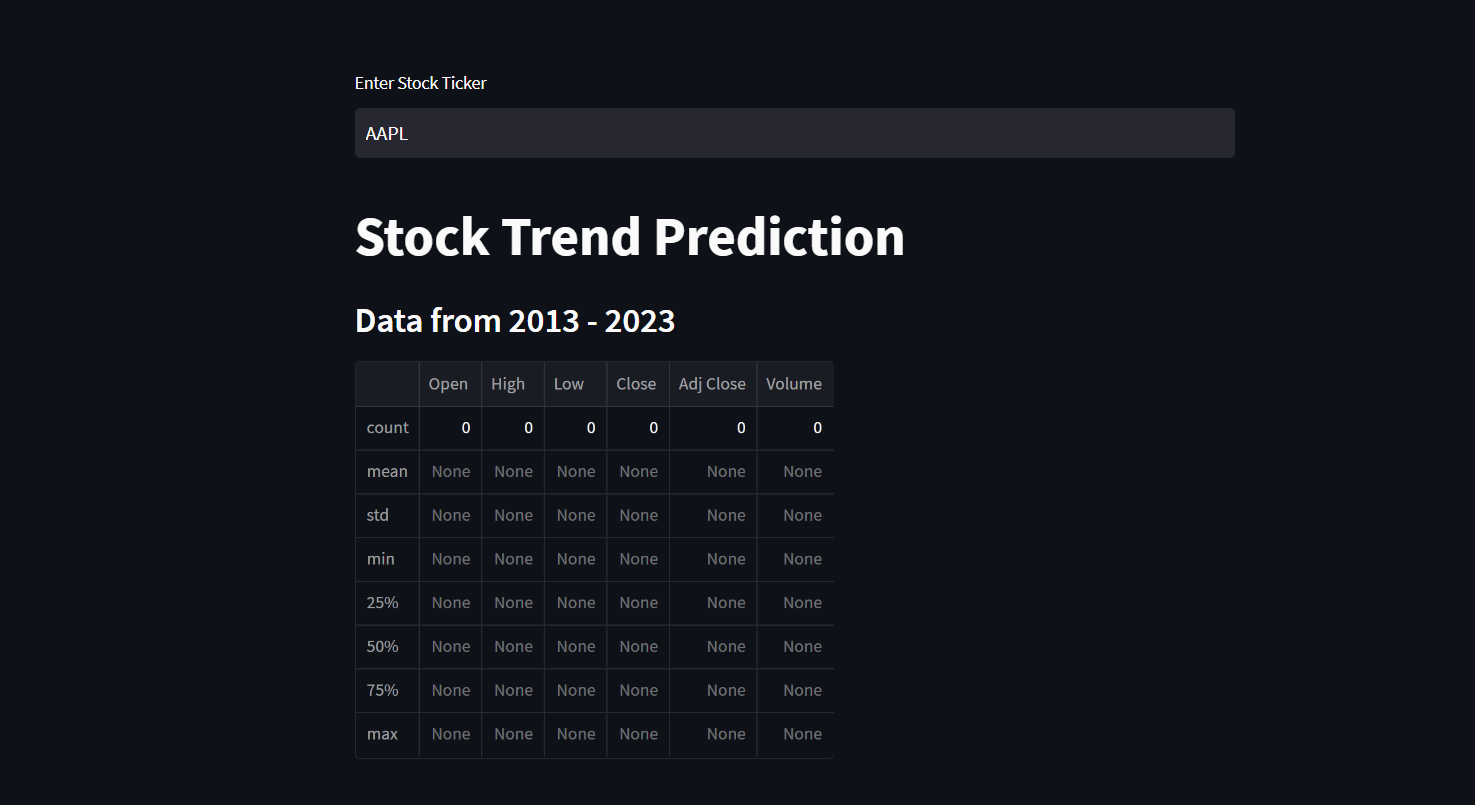 Enter Stock Ticker
AAPL
Stock Trend Prediction
Data from 2013 - 2023
Open High Low Close Adj Close Volume
count 0 0 0 0 0 0
mean None None None None None None
std None None None None None None
min None None None None None None
25% None None None None None None
50% None None None None None None
75% None None None None None None
max None None None None None None